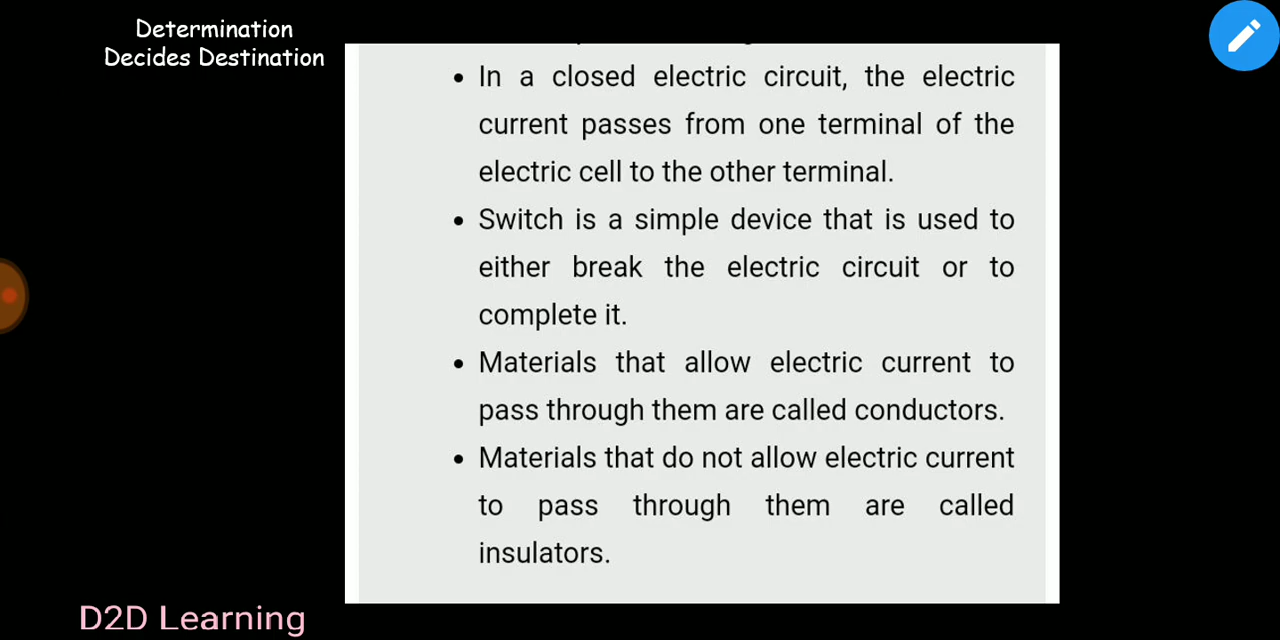 Determination
Decides Destination
• In a closed electric circuit, the electric
current passes from one terminal of the
electric cell to the other terminal.
• Switch is a simple device that is used to
either break the electric circuit or to
complete it.
• Materials that allow electric current to
pass through them are called conductors.
• Materials that do not allow electric current
to pass through them are called
insulators.
D2D Learning